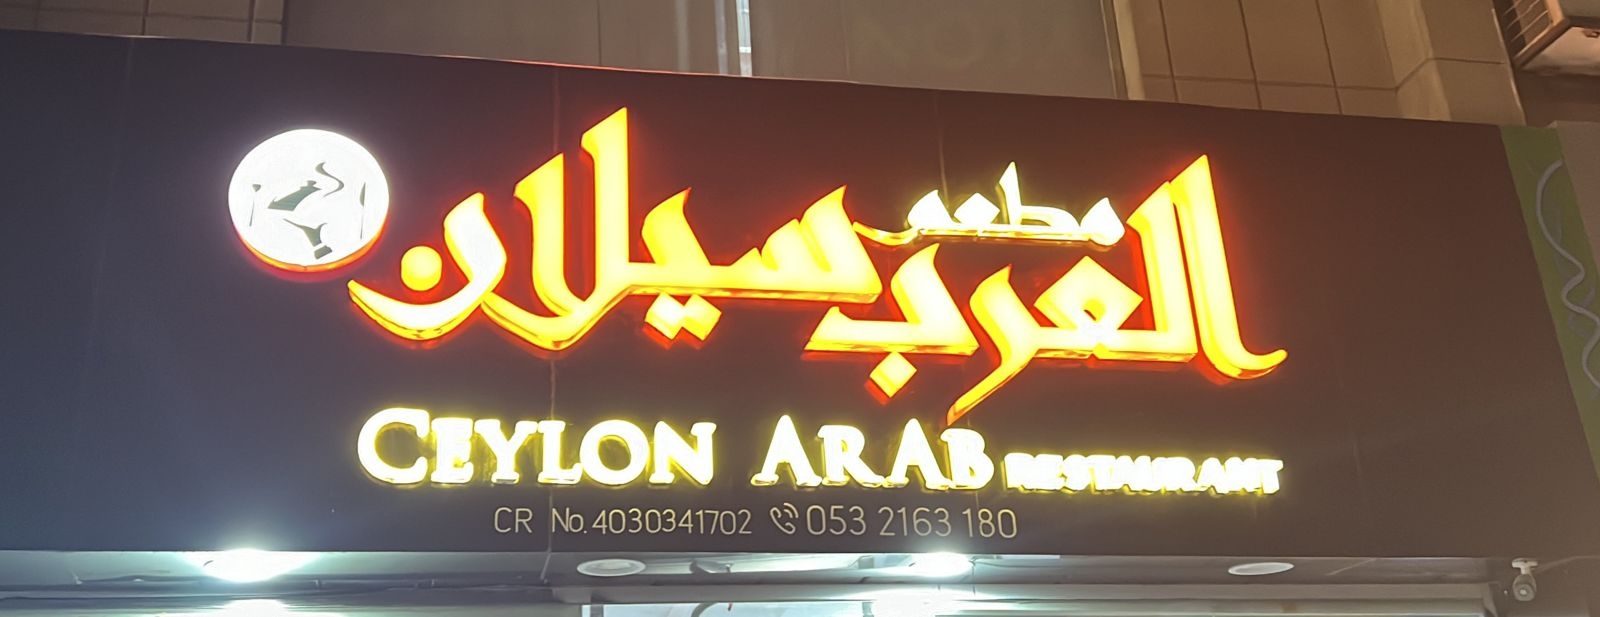 مطعم
العرب سيلان
CEYLON ARAB RESTAURANT
CR No. 4030341702 053 2163 180